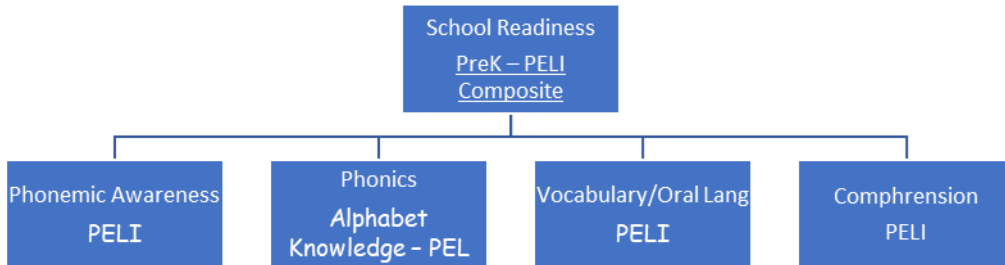 School Readiness
PreK – PELI
Composite
Phonemic Awareness
PELI
Phonics
Alphabet
Knowledge – PEL
Vocabulary/Oral Lang
PELI
Comphrension
PELI